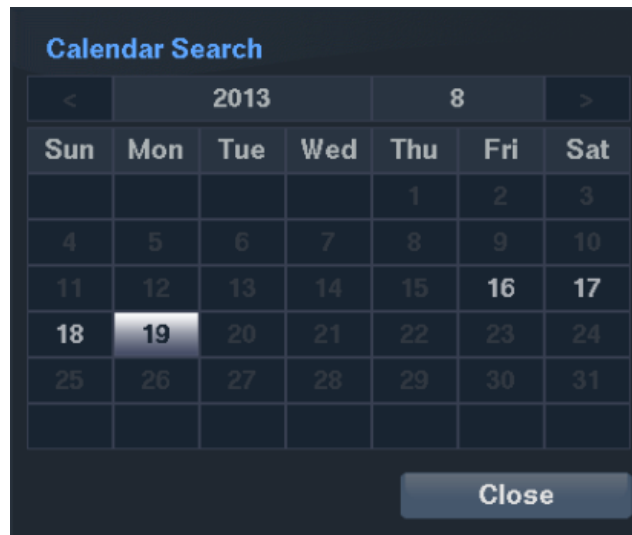 Calendar Search
< 2013 8 >
Sun Mon Tue Wed Thu Fri Sat
1 2 3
4 5 6 7 8 9 10
11 12 13 14 15 16 17
18 19 20 21 22 23 24
25 26 27 28 29 30 31
Close